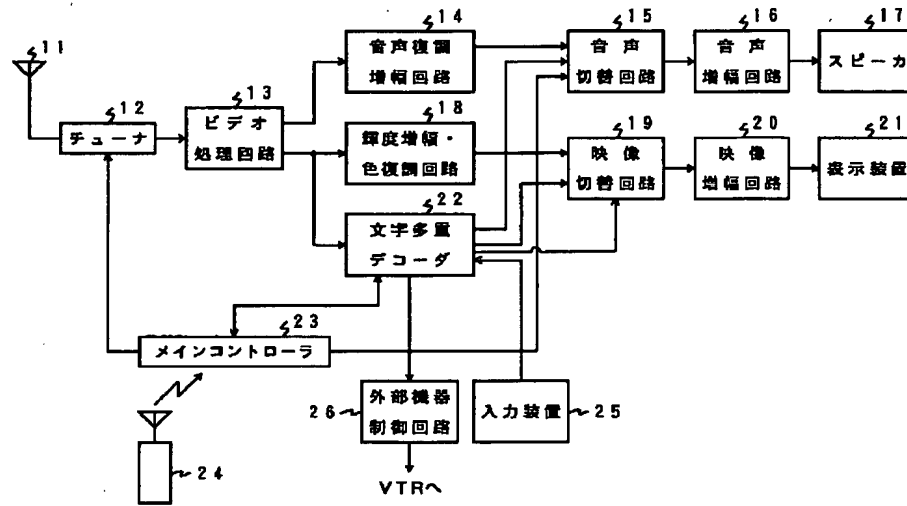 11
12
チューナ
13
ビデオ
処理回路
14
音声復調
増幅回路
15
音声
切替回路
16
音声
増幅回路
17
スピーカ
18
輝度増幅・
色復調回路
19
映像
切替回路
20
映像
増幅回路
21
表示装置
22
文字多重
デコーダ
23
メインコントローラ
24
外部機器
制御回路
26
入力装置
25
VTRへ